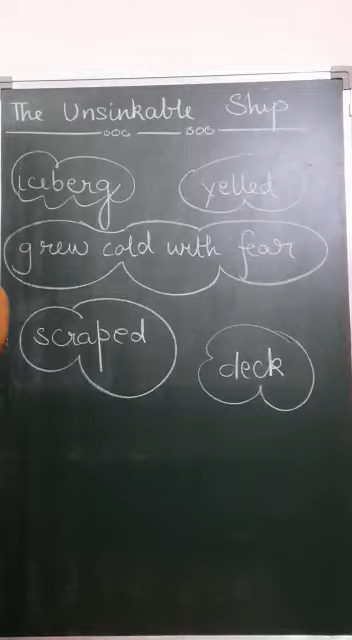 The Unsinkable Ship
iceberg yelled
grew cold with fear
scraped
deck